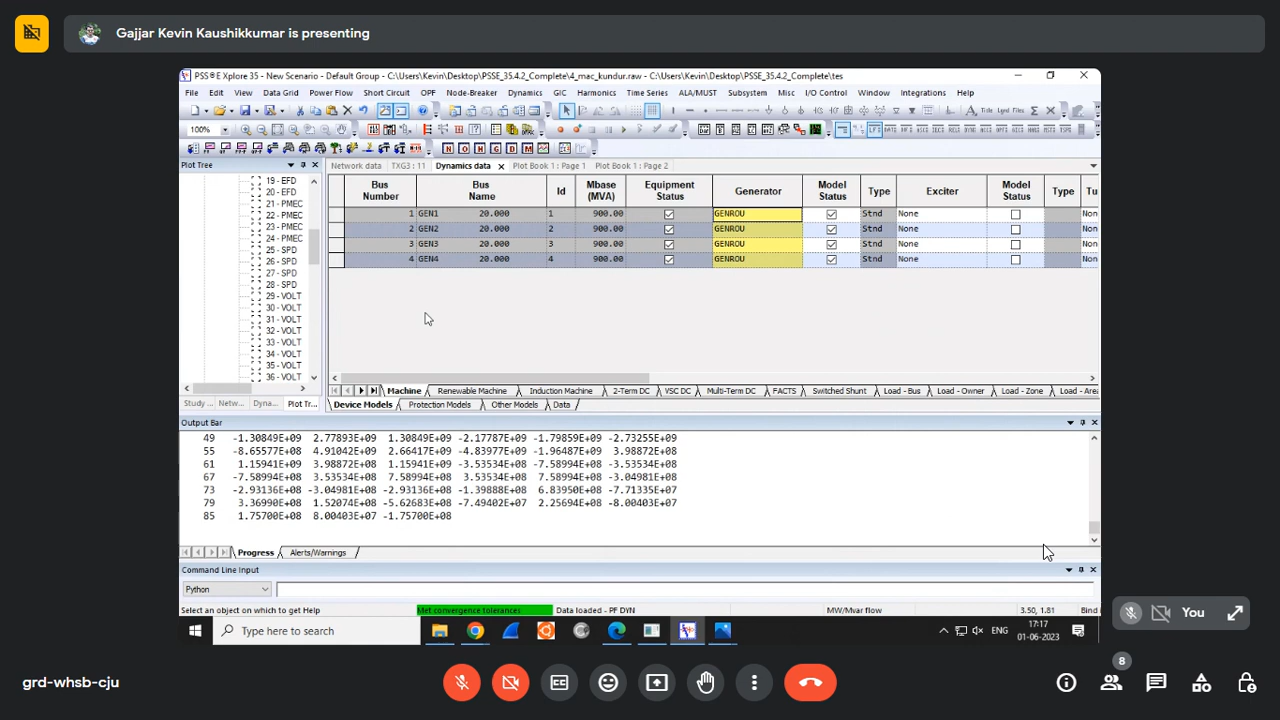 Gajjar Kevin Kaushikkumar is presenting
PSS®E Xplore 35 - New Scenario - Default Group - C:\Users\Kevin\Desktop\PSSE_35.4.2_Complete\4_mac_kundur.raw - C:\Users\Kevin\Desktop\PSSE_35.4.2_Complete\tes
File Edit View Data Grid Power Flow Short Circuit OPF Node-Breaker Dynamics GIC Harmonics Time Series ALA/MUST Subsystem Misc I/O Control Window Integrations Help
100%
N O H G D M
Plot Tree
Network data TXG3 : 11 Dynamics data x Plot Book 1 : Page 1 Plot Book 1 : Page 2
Bus Number Bus Name Id Mbase (MVA) Equipment Status Generator Model Status Type Exciter Model Status Type Tu
1 GEN1 20.000 1 900.00 GENROU Stnd None Non
2 GEN2 20.000 2 900.00 GENROU Stnd None Non
3 GEN3 20.000 3 900.00 GENROU Stnd None Non
4 GEN4 20.000 4 900.00 GENROU Stnd None Non
19 - EFD
20 - EFD
21 - PMEC
22 - PMEC
23 - PMEC
24 - PMEC
25 - SPD
26 - SPD
27 - SPD
28 - SPD
29 - VOLT
30 - VOLT
31 - VOLT
32 - VOLT
33 - VOLT
34 - VOLT
35 - VOLT
36 - VOLT
Study ... Netw... Dyna... Plot Tr...
Machine Renewable Machine Induction Machine 2-Term DC VSC DC Multi-Term DC FACTS Switched Shunt Load - Bus Load - Owner Load - Zone Load - Area
Device Models Protection Models Other Models Data
Output Bar
49 -1.30849E+09 2.77893E+09 1.30849E+09 -2.17787E+09 -1.79859E+09 -2.73255E+09
55 -8.65577E+08 4.91042E+09 2.66417E+09 -4.83977E+09 -1.96487E+09 3.98872E+08
61 1.15941E+09 3.98872E+08 1.15941E+09 -3.53534E+08 -7.58994E+08 -3.53534E+08
67 -7.58994E+08 3.53534E+08 7.58994E+08 3.53534E+08 7.58994E+08 -3.04981E+08
73 -2.93136E+08 -3.04981E+08 -2.93136E+08 -1.39888E+08 6.83950E+08 -7.71335E+07
79 3.36990E+08 1.52074E+08 -5.62683E+08 -7.49402E+07 2.25694E+08 -8.00403E+07
85 1.75700E+08 8.00403E+07 -1.75700E+08
Progress Alerts/Warnings
Command Line Input
Python
Select an object on which to get Help Met convergence tolerances Data loaded - PF DYN MW/Mvar flow 3.50, 1.81 Bind
Type here to search
ENG
17:17
01-06-2023
You
grd-whsb-cju
8